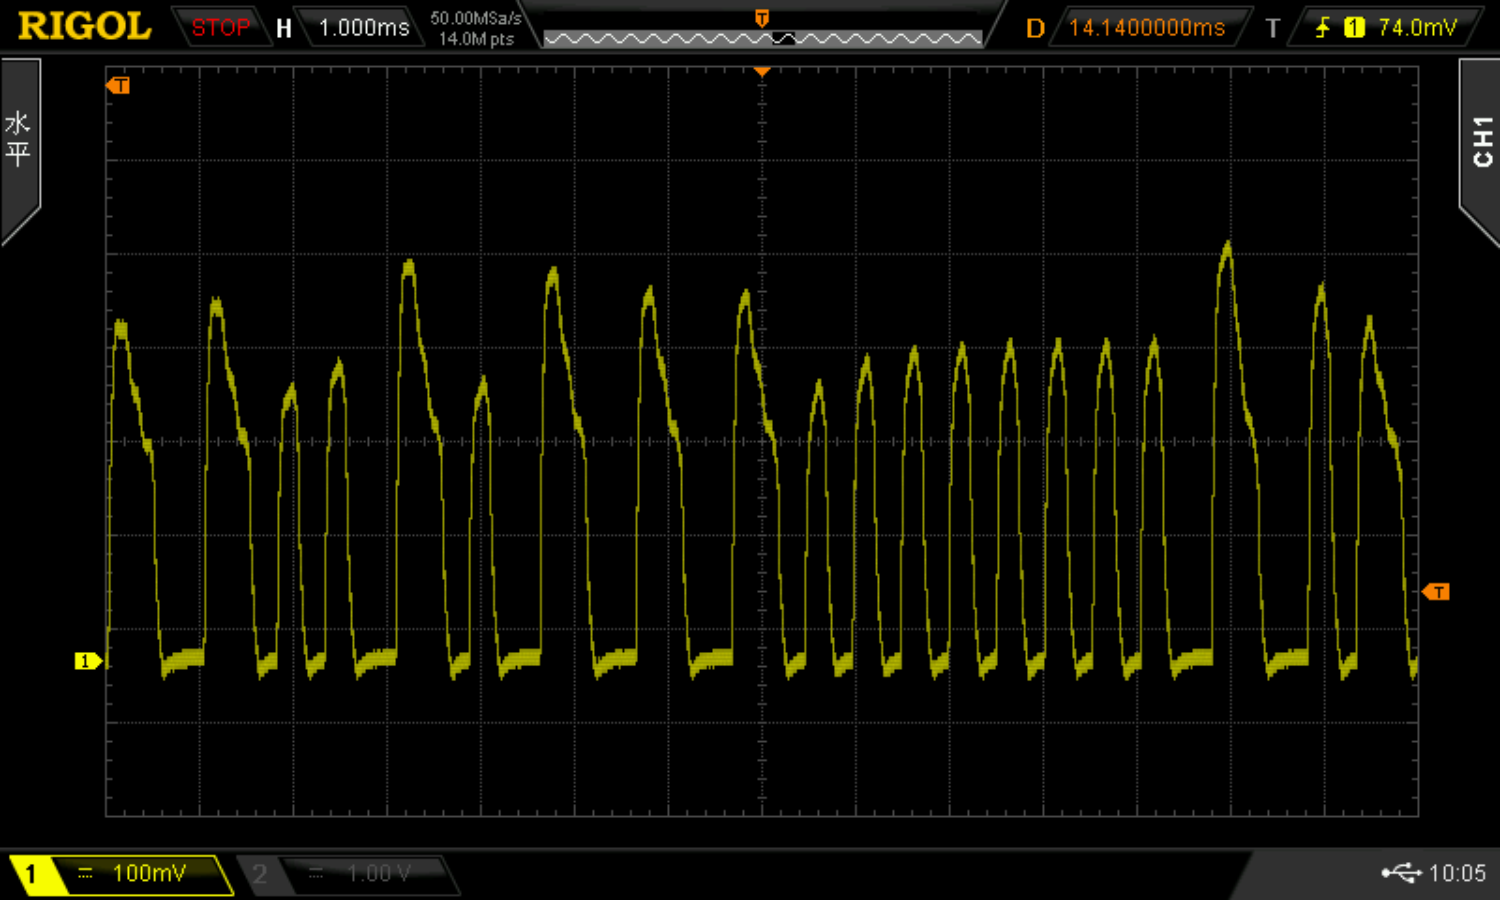 RIGOL STOP H 1.000ms 50.00MSa/s 14.0M pts T D 14.1400000ms T 1 74.0mV
T
水平
CH1
T
1
1 100mV 2 1.00 V 10:05